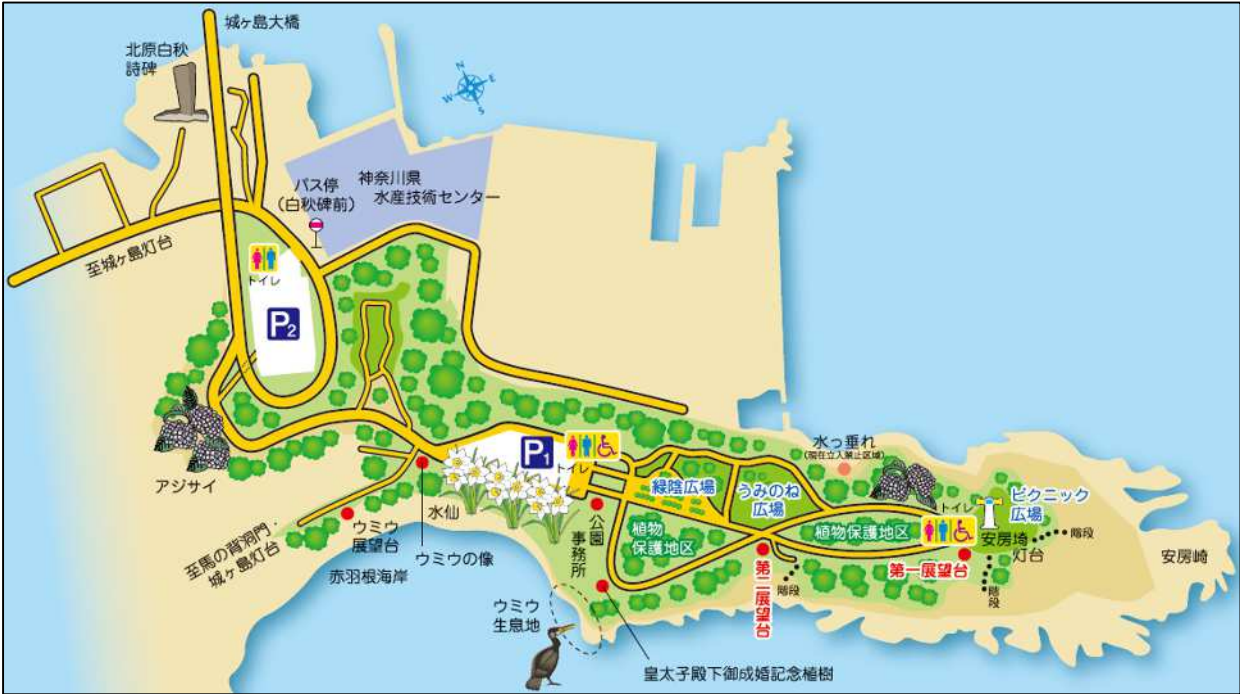 城ヶ島大橋
北原白秋
詩碑
N
E
W
S
バス停
(白秋碑前)
神奈川県
水産技術センター
至城ヶ島灯台
トイレ
P2
アジサイ
至馬の背洞門・
城ヶ島灯台
ウミウ
展望台
赤羽根海岸
ウミウの像
水仙
P1
トイレ
公園
事務所
緑陰広場
うみのね
広場
植物
保護地区
植物保護地区
水っ垂れ
(現在立入禁止区域)
トイレ
ピクニック
広場
安房埼
灯台
階段
安房崎
第一展望台
階段
第二展望台
階段
ウミウ
生息地
皇太子殿下御成婚記念植樹